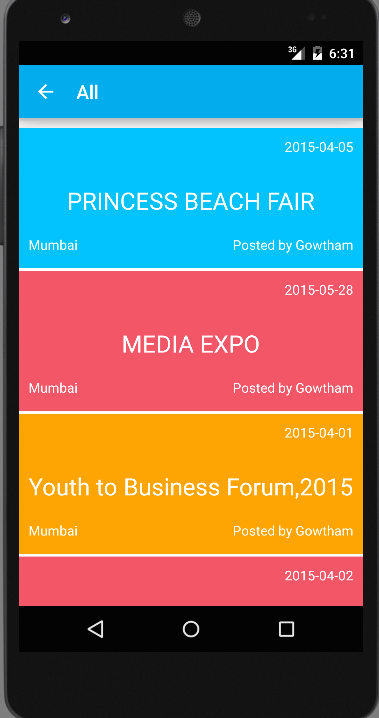 3G 6:31
All
2015-04-05
PRINCESS BEACH FAIR
Mumbai Posted by Gowtham
2015-05-28
MEDIA EXPO
Mumbai Posted by Gowtham
2015-04-01
Youth to Business Forum,2015
Mumbai Posted by Gowtham
2015-04-02